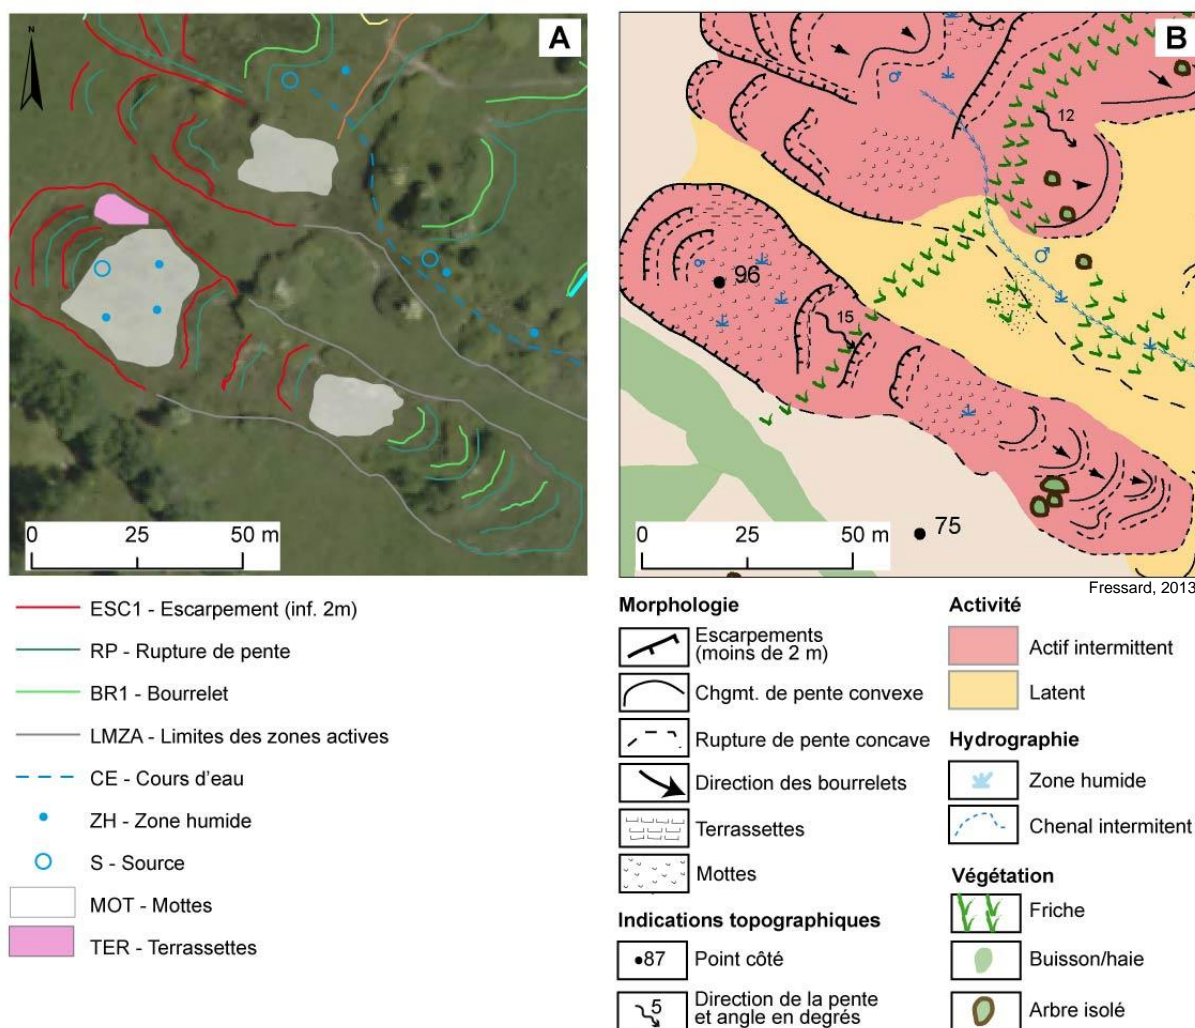 N
A
B
12
96
15
75
0 25 50 m
0 25 50 m
Fressard, 2013
ESC1 - Escarpement (inf. 2m)
RP - Rupture de pente
BR1 - Bourrelet
LMZA - Limites des zones actives
CE - Cours d'eau
ZH - Zone humide
S - Source
MOT - Mottes
TER - Terrassettes
Morphologie
Escarpements
(moins de 2 m)
Chgmt. de pente convexe
Rupture de pente concave
Direction des bourrelets
Terrassettes
Mottes
Indications topographiques
87
Point côté
5
Direction de la pente
et angle en degrés
Activité
Actif intermittent
Latent
Hydrographie
Zone humide
Chenal intermitent
Végétation
Friche
Buisson/haie
Arbre isolé